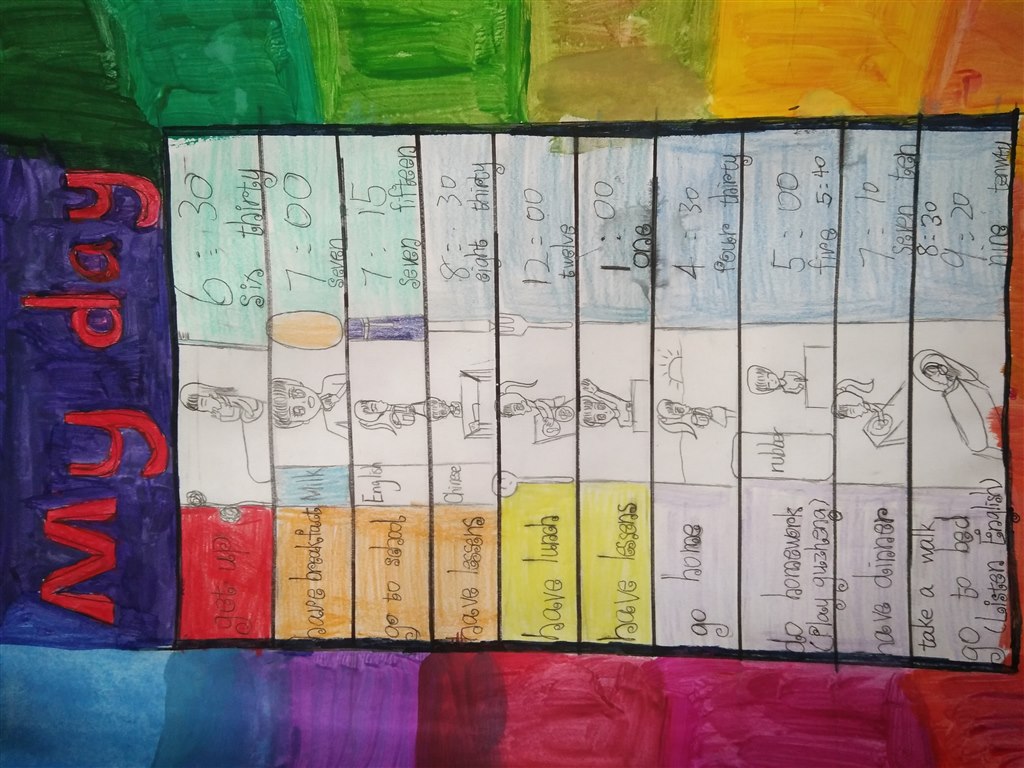 My day
get up
6:30
six thirty
have breakfast
Milk
7:00
seven
go to school
English
7:15
seven fifteen
have lessens
Chinese
8:30
eight thirty
have lunch
12:00
twelve
have lessens
1:00
one
go home
4:30
four thirty
do homework
(Play guzheng)
rubber
5:00
five 5:40
have dinner
7:10
seven ten
take a walk
8:30
go to bed
9:20
(Listen English)
nine twenty